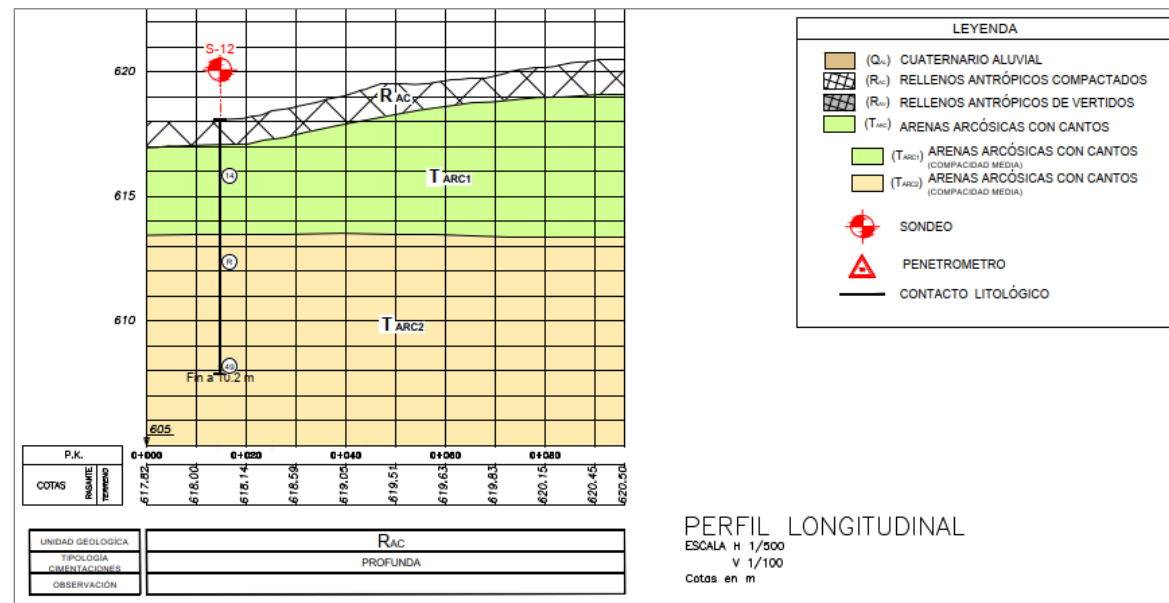 S-12
620
RAC
14
615
TARC1
R
610
TARC2
49
Fin a 10.2 m
605
P.K. 0+000 0+020 0+040 0+060 0+080
COTAS RASANTE TERRENO 617.82 618.00 618.14 618.59 619.05 619.51 619.63 619.83 620.15 620.45 620.50
UNIDAD GEOLOGÍCA RAC
TIPOLOGÍA CIMENTACIONES PROFUNDA
OBSERVACIÓN
LEYENDA
(QAL) CUATERNARIO ALUVIAL
(RAC) RELLENOS ANTRÓPICOS COMPACTADOS
RELLENOS ANTRÓPICOS DE VERTIDOS
(TARC) ARENAS ARCÓSICAS CON CANTOS
(TARC1) ARENAS ARCÓSICAS CON CANTOS
(COMPACIDAD MEDIA)
(TARC2) ARENAS ARCÓSICAS CON CANTOS
(COMPACIDAD MEDIA)
SONDEO
PENETROMETRO
CONTACTO LITOLÓGICO
PERFIL LONGITUDINAL
ESCALA H 1/500
V 1/100
Cotas en m